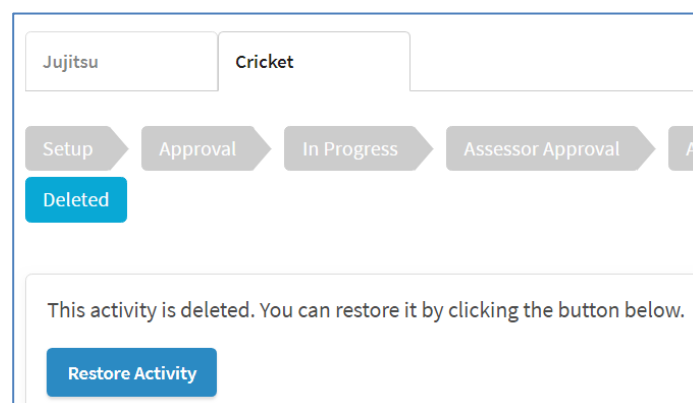 Jujitsu Cricket
Setup Approval In Progress Assessor Approval A
Deleted
This activity is deleted. You can restore it by clicking the button below.
Restore Activity